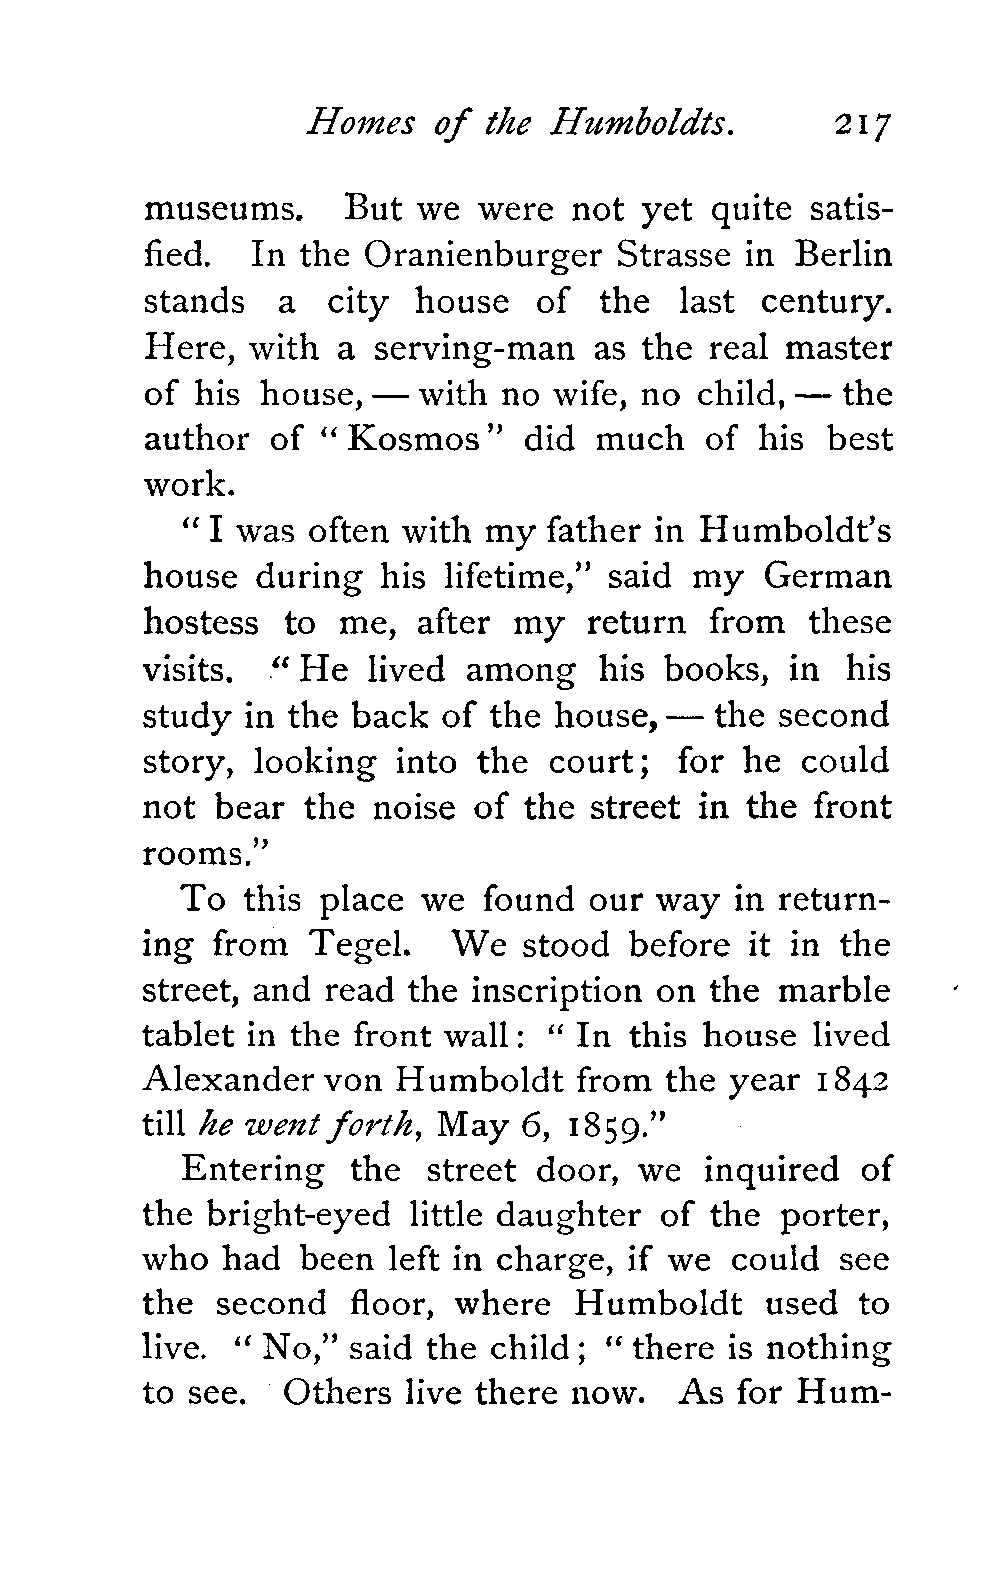 Homes of the Humboldts. 217
museums. But we were not yet quite satis-
fied. In the Oranienburger Strasse in Berlin
stands a city house of the last century.
Here, with a serving-man as the real master
of his house, — with no wife, no child, — the
author of “ Kosmos ” did much of his best
work.
“ I was often with my father in Humboldt’s
house during his lifetime,” said my German
hostess to me, after my return from these
visits. “ He lived among his books, in his
study in the back of the house, — the second
story, looking into the court ; for he could
not bear the noise of the street in the front
rooms.”
To this place we found our way in return-
ing from Tegel. We stood before it in the
street, and read the inscription on the marble
tablet in the front wall : “ In this house lived
Alexander von Humboldt from the year 1842
till he went forth, May 6, 1859.”
Entering the street door, we inquired of
the bright-eyed little daughter of the porter,
who had been left in charge, if we could see
the second floor, where Humboldt used to
live. “ No,” said the child ; “ there is nothing
to see. Others live there now. As for Hum-